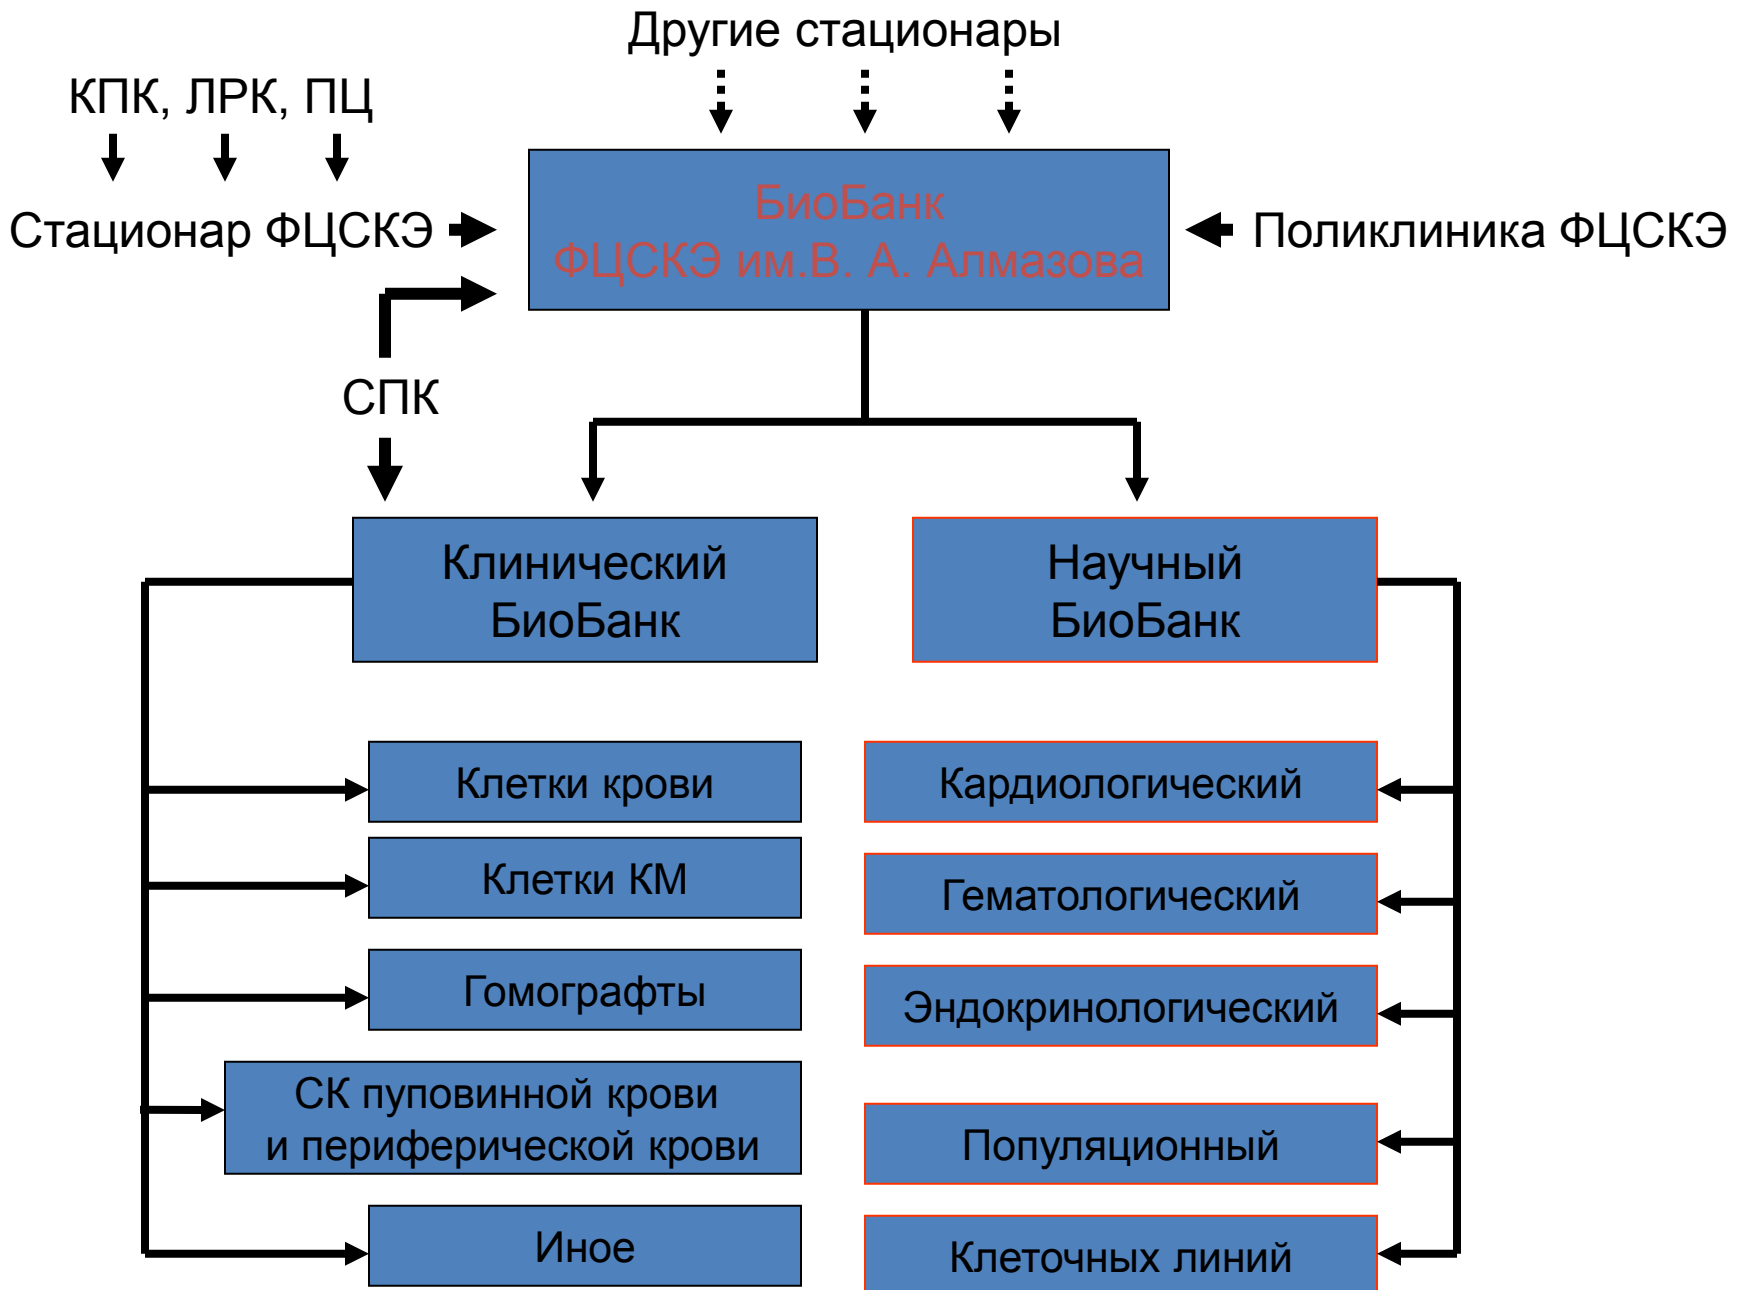 Другие стационары
КПК, ЛРК, ПЦ
Стационар ФЦСКЭ
БиоБанк
ФЦСКЭ им.В. А. Алмазова
Поликлиника ФЦСКЭ
СПК
Клинический
БиоБанк
Научный
БиоБанк
Клетки крови
Клетки КМ
Гомографты
СК пуповинной крови
и периферической крови
Иное
Кардиологический
Гематологический
Эндокринологический
Популяционный
Клеточных линий